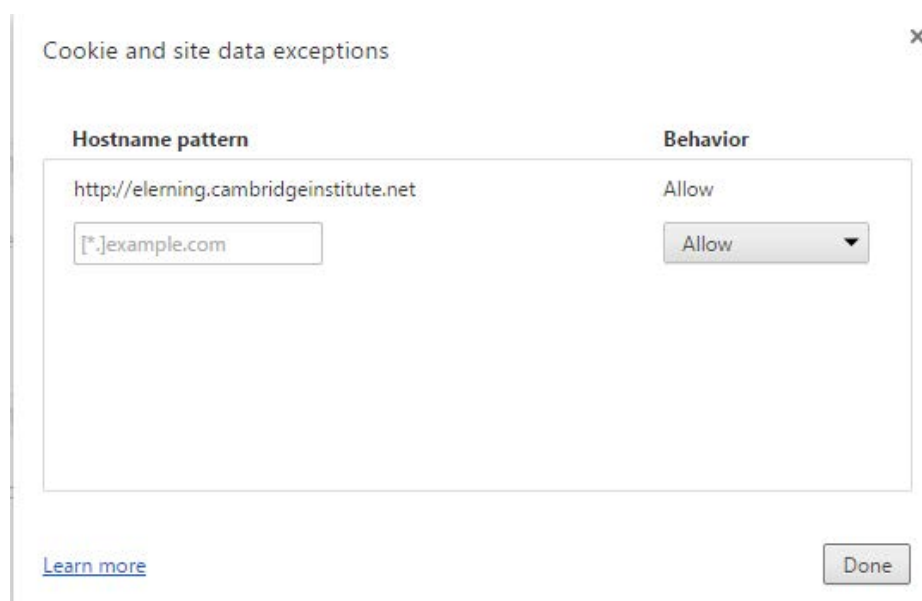 Cookie and site data exceptions
Hostname pattern Behavior
http://elerning.cambridgeinstitute.net Allow
[*.]example.com Allow
Learn more Done